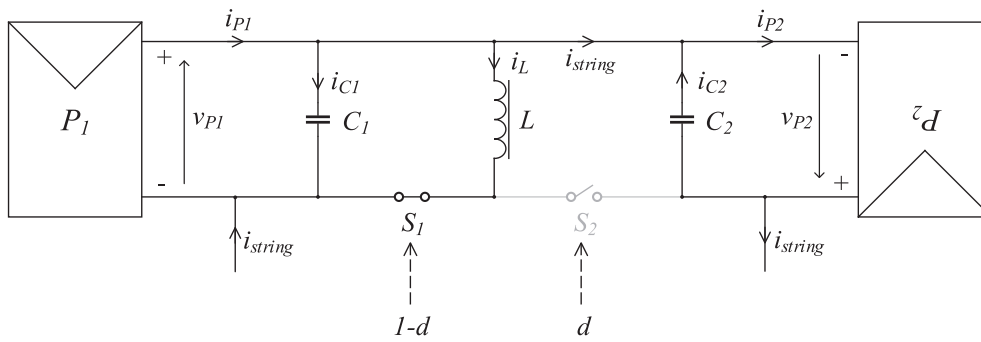 i_P1
i_string
i_P2
+
-
i_C1
i_L
i_C2
P_1
v_P1
C_1
L
C_2
v_P2
P_2
-
+
S_1
S_2
i_string
i_string
1-d
d